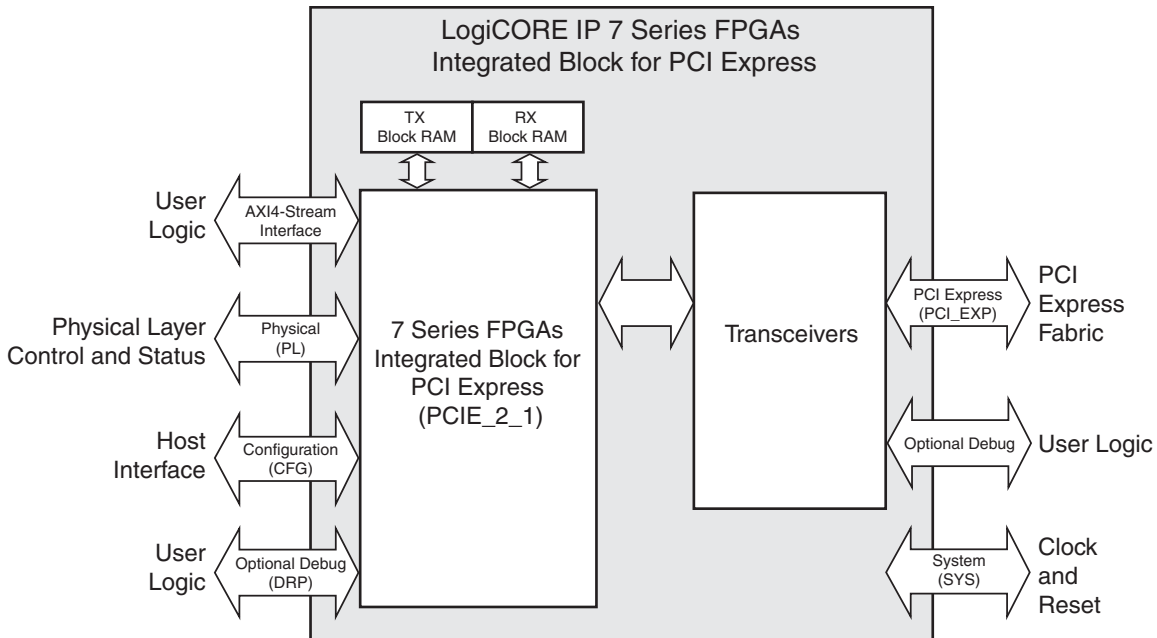 LogiCORE IP 7 Series FPGAs
Integrated Block for PCI Express
TX
Block RAM
RX
Block RAM
User
Logic
AXI4-Stream
Interface
Physical Layer
Control and Status
Physical
(PL)
Host
Interface
Configuration
(CFG)
User
Logic
Optional Debug
(DRP)
7 Series FPGAs
Integrated Block for
PCI Express
(PCIE_2_1)
Transceivers
PCI Express
(PCI_EXP)
PCI
Express
Fabric
Optional Debug
User Logic
System
(SYS)
Clock
and
Reset